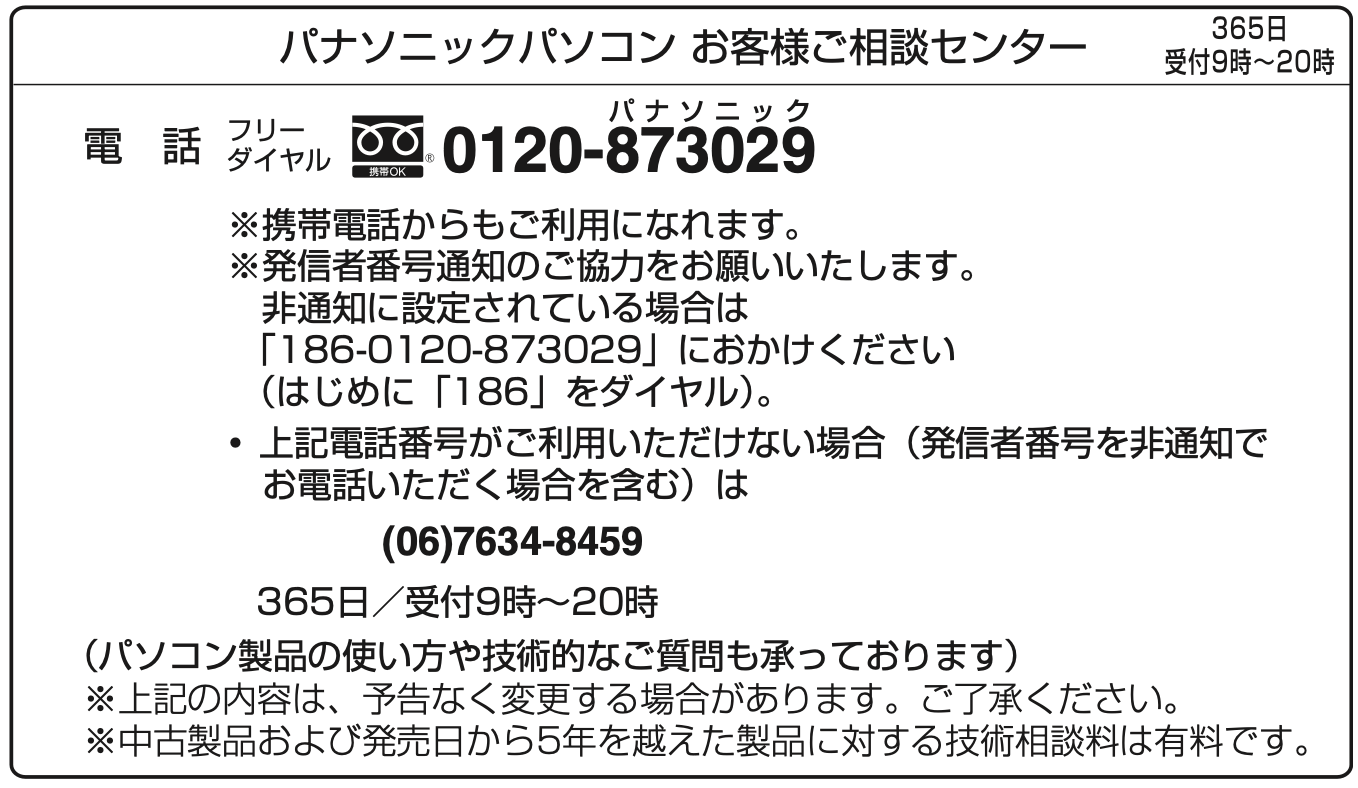 パナソニックパソコン お客様ご相談センター
365日
受付9時～20時
電 話
フリー
ダイヤル
携帯OK
®
パナソニック
0120-873029
※携帯電話からもご利用になれます。
※発信者番号通知のご協力をお願いいたします。
非通知に設定されている場合は
「186-0120-873029」におかけください
(はじめに「186」をダイヤル)。
• 上記電話番号がご利用いただけない場合（発信者番号を非通知で
お電話いただく場合を含む）は
(06)7634-8459
365日／受付9時～20時
(パソコン製品の使い方や技術的なご質問も承っております)
※上記の内容は、予告なく変更する場合があります。ご了承ください。
※中古製品および発売日から5年を越えた製品に対する技術相談料は有料です。